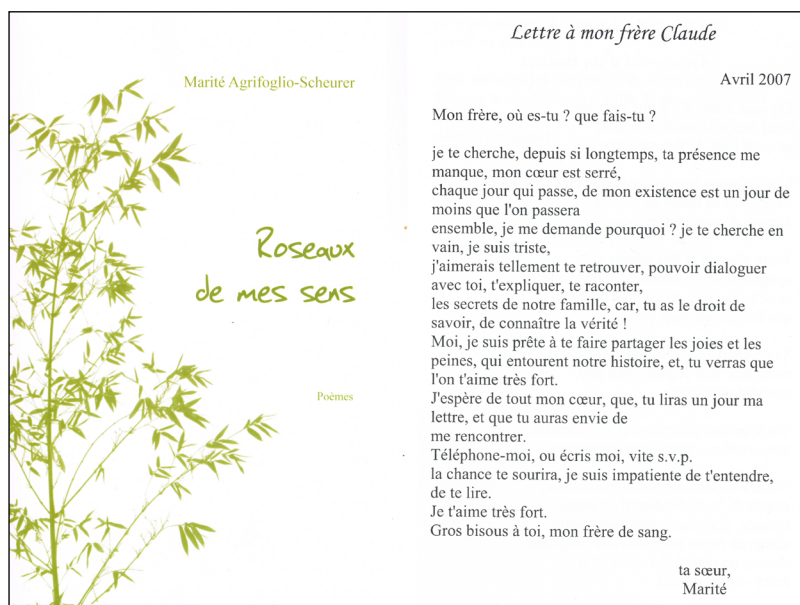 Marité Agrifoglio-Scheurer
Roseaux
de mes sens
Poèmes
Lettre à mon frère Claude
Avril 2007
Mon frère, où es-tu ? que fais-tu ?
je te cherche, depuis si longtemps, ta présence me
manque, mon cœur est serré,
chaque jour qui passe, de mon existence est un jour de
moins que l'on passera
ensemble, je me demande pourquoi ? je te cherche en
vain, je suis triste,
j'aimerais tellement te retrouver, pouvoir dialoguer
avec toi, t'expliquer, te raconter,
les secrets de notre famille, car, tu as le droit de
savoir, de connaître la vérité !
Moi, je suis prête à te faire partager les joies et les
peines, qui entourent notre histoire, et, tu verras que
l'on t'aime très fort.
J'espère de tout mon cœur, que, tu liras un jour ma
lettre, et que tu auras envie de
me rencontrer.
Téléphone-moi, ou écris moi, vite s.v.p.
la chance te sourira, je suis impatiente de t'entendre,
de te lire.
Je t'aime très fort.
Gros bisous à toi, mon frère de sang.
ta sœur,
Marité